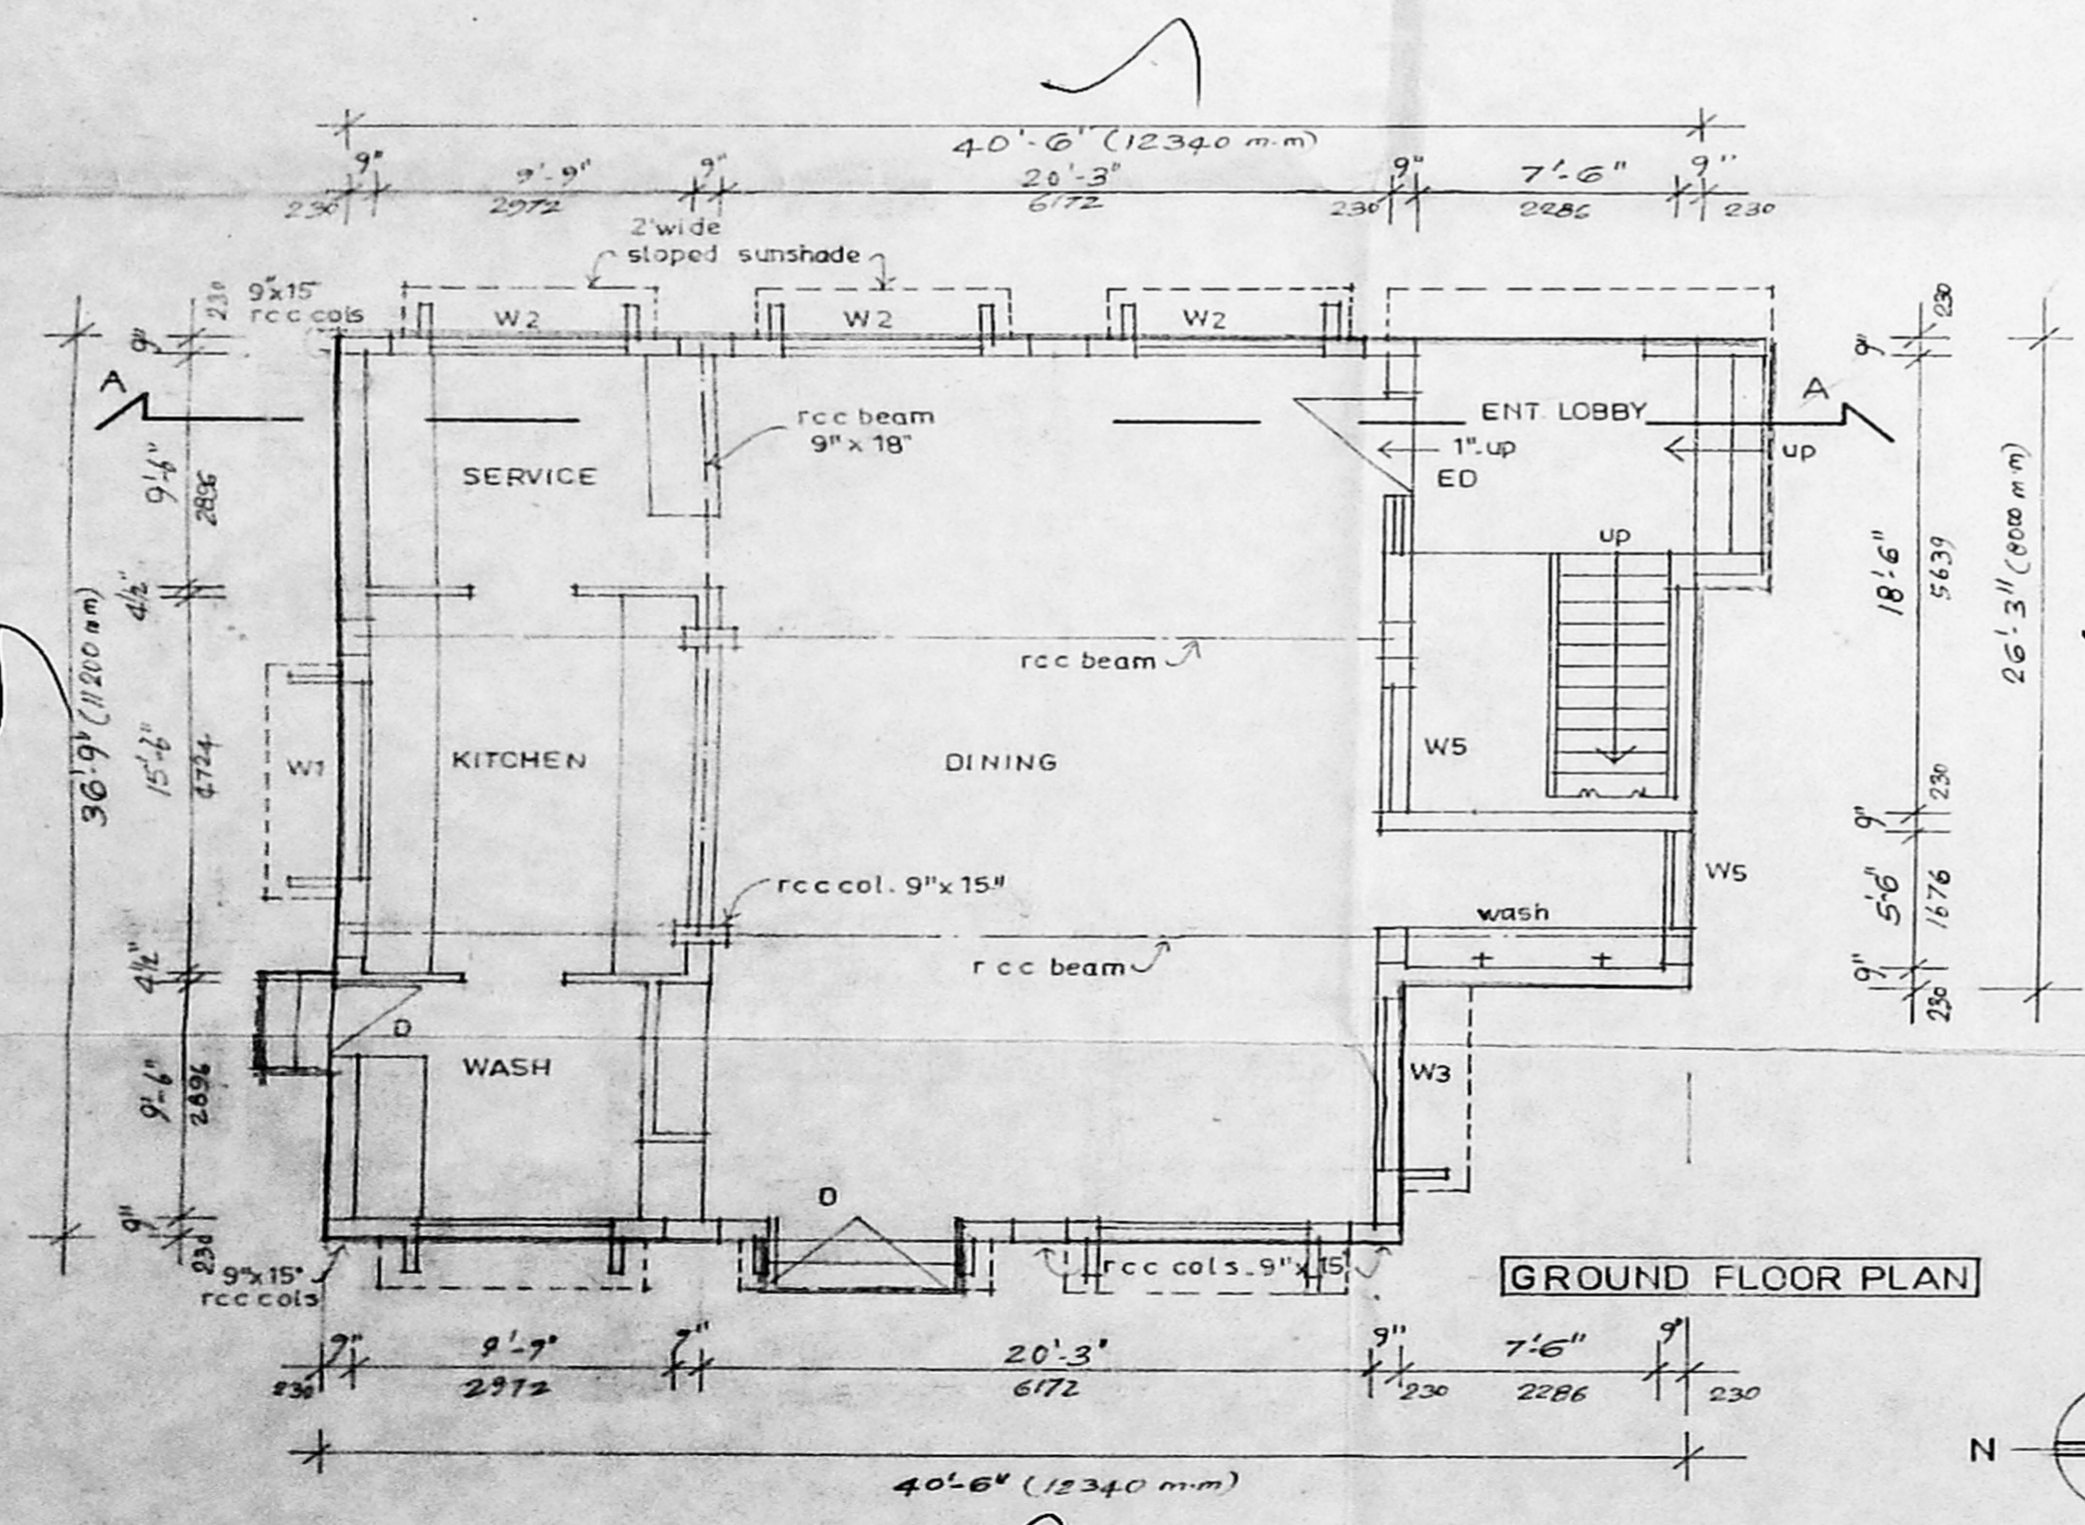 40'-6" (12340 m.m)
9" 9'-9" 9" 20'-3" 9" 7'-6" 9"
230 2972 6172 230 2286 230
2'wide
sloped sunshade
9"x15"
rcc cols
230
9"
W2 W2 W2
230
9"
A
A
rcc beam
9"x18"
ENT. LOBBY
1".up
up
ED
SERVICE
9'-6"
2896
up
4½"
18'-6"
5639
26'-3" (8000 m.m)
36'-9" (11200 mm)
rcc beam
W1
KITCHEN
DINING
W5
15'-6"
4724
230
9"
rcc col. 9"x15"
W5
wash
5'-6"
1676
4½"
rcc beam
9"
230
D
WASH
W3
9'-6"
2896
D
9"
230
9"x15"
rcc cols
rcc cols. 9"x15"
GROUND FLOOR PLAN
9" 9'-9" 9" 20'-3" 9" 7'-6" 9"
230 2972 6172 230 2286 230
N
40'-6" (12340 m.m)